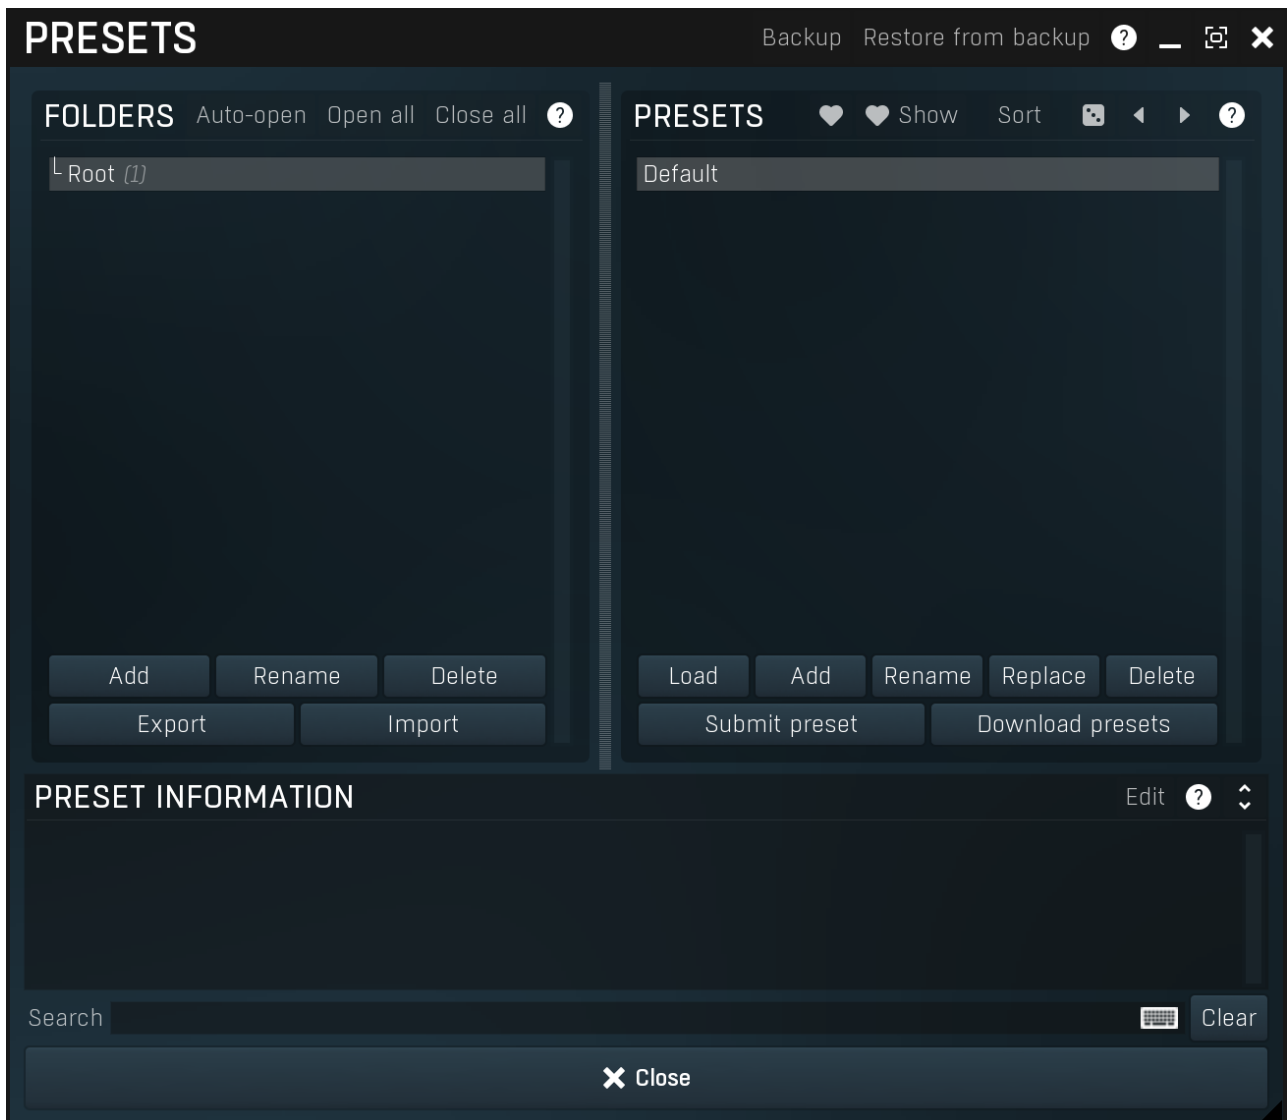 PRESETS Backup Restore from backup ?
FOLDERS Auto-open Open all Close all ?
PRESETS Show Sort ?
Root (1)
Default
Add Rename Delete
Load Add Rename Replace Delete
Export Import
Submit preset Download presets
PRESET INFORMATION Edit ?
Search Clear
Close